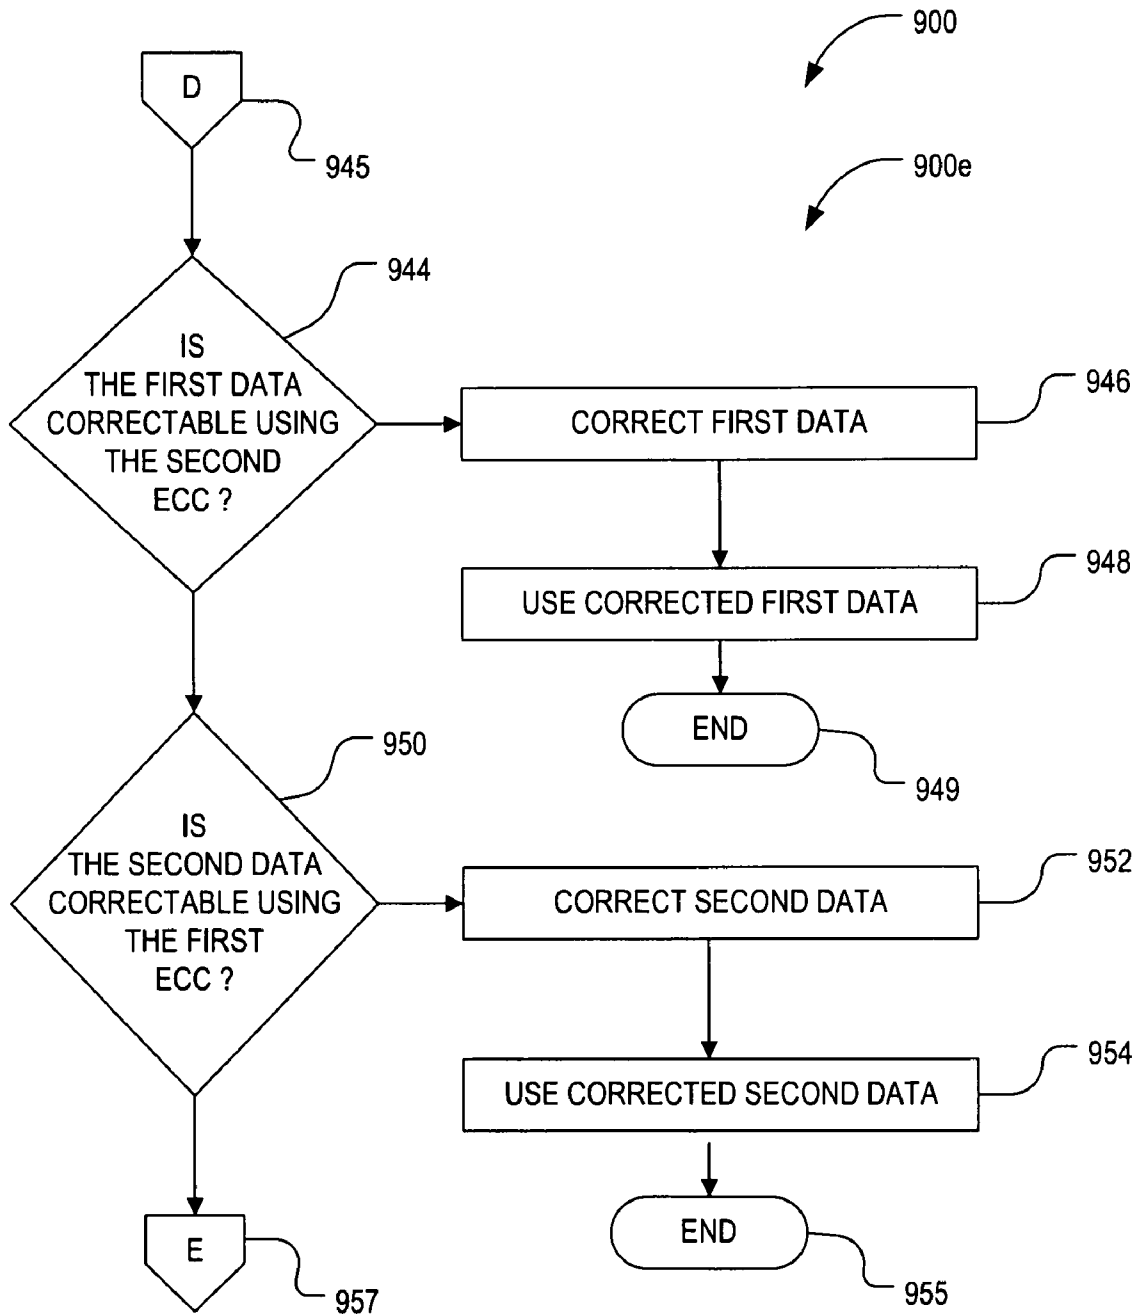 900
D
945
900e
944
IS
THE FIRST DATA
CORRECTABLE USING
THE SECOND
ECC ?
946
CORRECT FIRST DATA
948
USE CORRECTED FIRST DATA
END
949
950
IS
THE SECOND DATA
CORRECTABLE USING
THE FIRST
ECC ?
952
CORRECT SECOND DATA
954
USE CORRECTED SECOND DATA
END
955
E
957